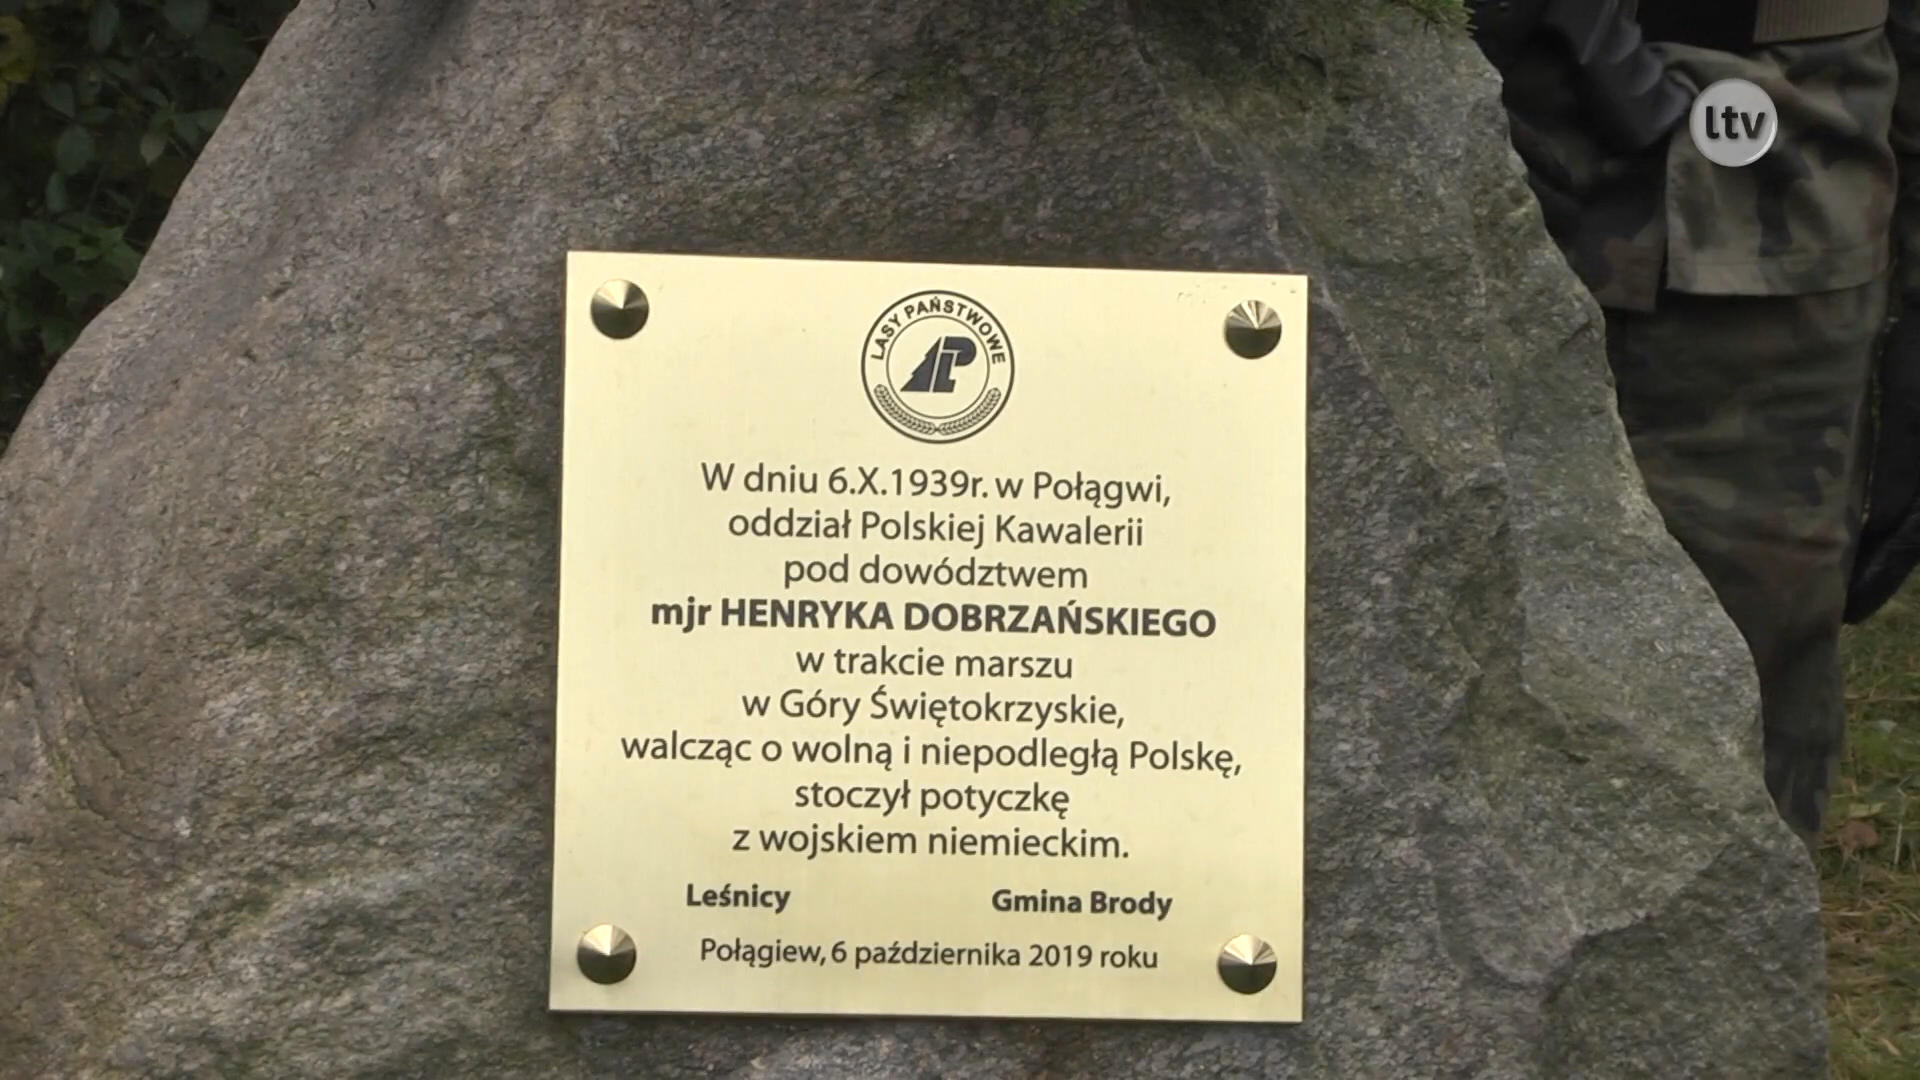 ltv
LASY PAŃSTWOWE
W dniu 6.X.1939r. w Połągwi,
oddział Polskiej Kawalerii
pod dowództwem
mjr HENRYKA DOBRZAŃSKIEGO
w trakcie marszu
w Góry Świętokrzyskie,
walcząc o wolną i niepodległą Polskę,
stoczył potyczkę
z wojskiem niemieckim.
Leśnicy Gmina Brody
Połągiew, 6 października 2019 roku